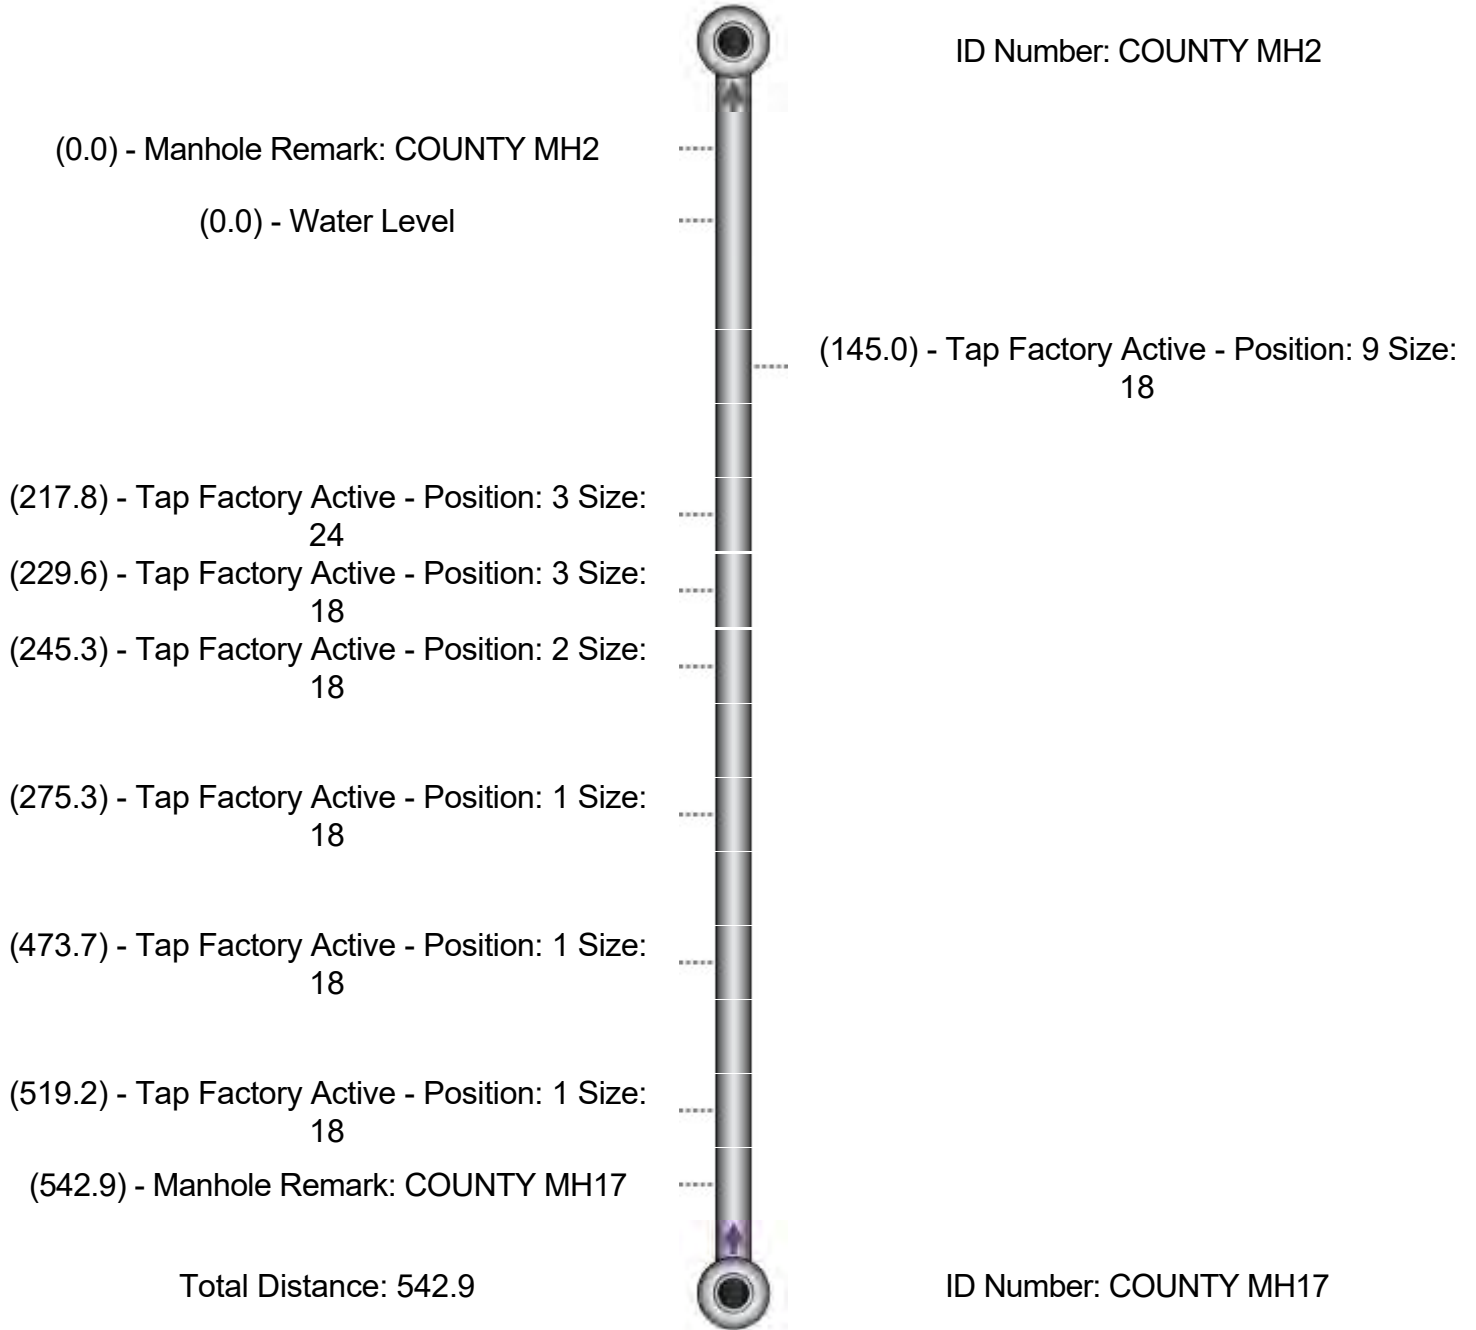 ID Number: COUNTY MH2
(0.0) - Manhole Remark: COUNTY MH2
(0.0) - Water Level
(145.0) - Tap Factory Active - Position: 9 Size:
18
(217.8) - Tap Factory Active - Position: 3 Size:
24
(229.6) - Tap Factory Active - Position: 3 Size:
18
(245.3) - Tap Factory Active - Position: 2 Size:
18
(275.3) - Tap Factory Active - Position: 1 Size:
18
(473.7) - Tap Factory Active - Position: 1 Size:
18
(519.2) - Tap Factory Active - Position: 1 Size:
18
(542.9) - Manhole Remark: COUNTY MH17
Total Distance: 542.9
ID Number: COUNTY MH17